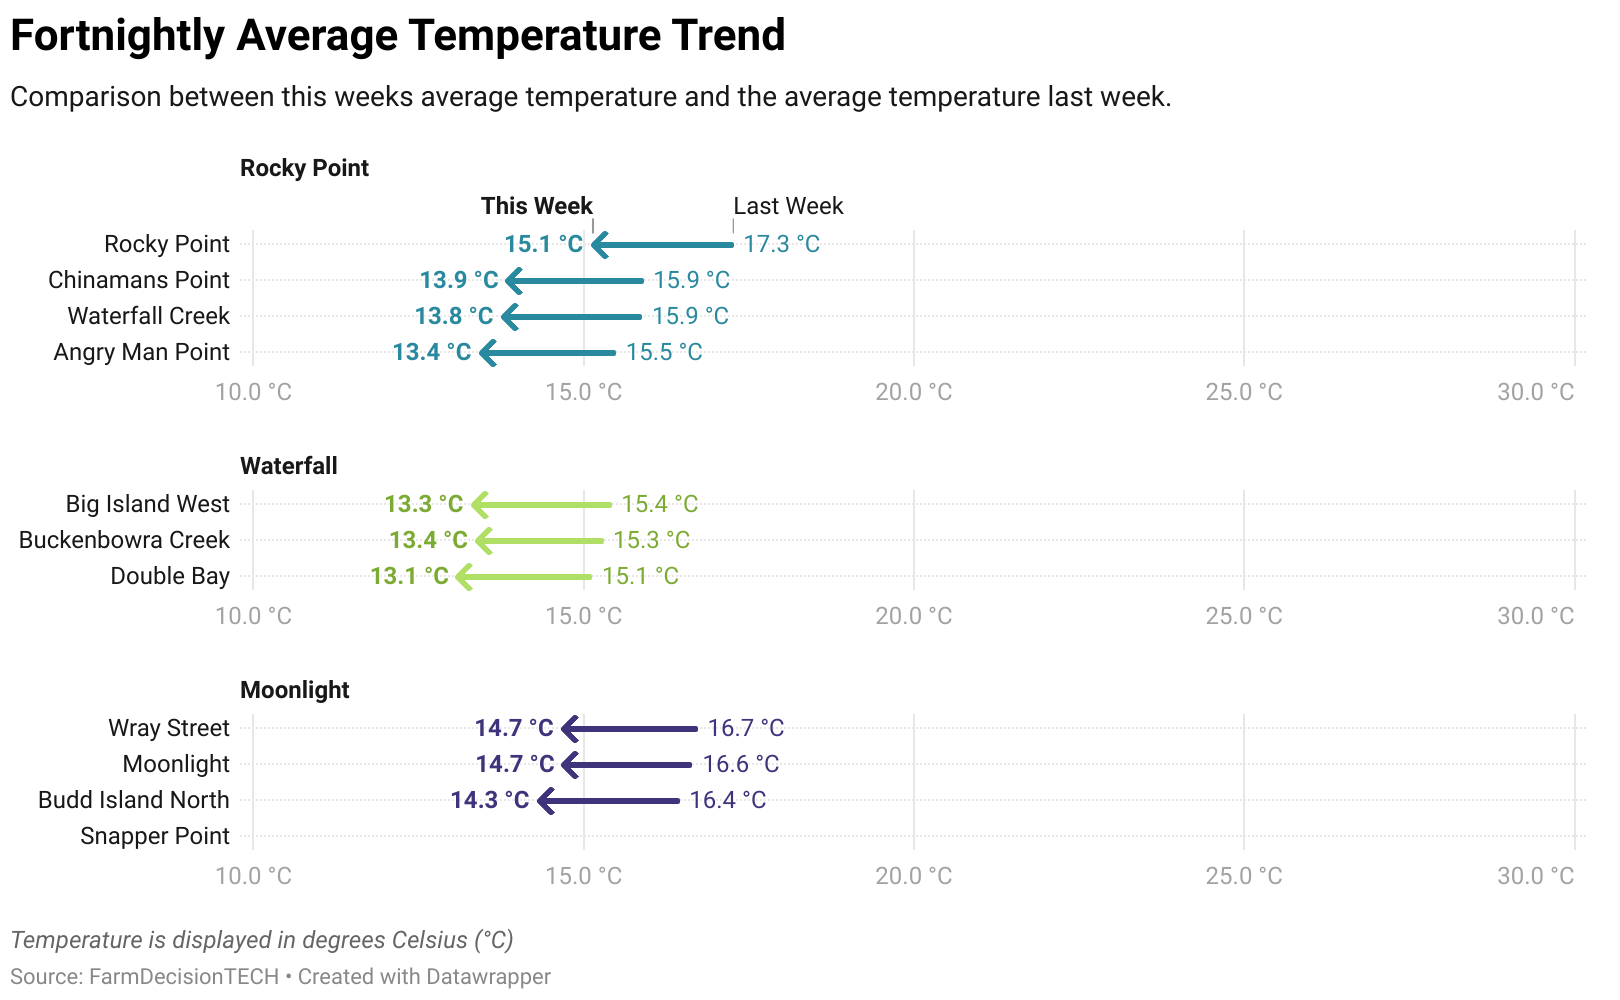 Fortnightly Average Temperature Trend
Comparison between this weeks average temperature and the average temperature last week.
Rocky Point
This Week Last Week
Rocky Point 15.1 °C 17.3 °C
Chinamans Point 13.9 °C 15.9 °C
Waterfall Creek 13.8 °C 15.9 °C
Angry Man Point 13.4 °C 15.5 °C
10.0 °C 15.0 °C 20.0 °C 25.0 °C 30.0 °C
Waterfall
Big Island West 13.3 °C 15.4 °C
Buckenbowra Creek 13.4 °C 15.3 °C
Double Bay 13.1 °C 15.1 °C
10.0 °C 15.0 °C 20.0 °C 25.0 °C 30.0 °C
Moonlight
Wray Street 14.7 °C 16.7 °C
Moonlight 14.7 °C 16.6 °C
Budd Island North 14.3 °C 16.4 °C
Snapper Point
10.0 °C 15.0 °C 20.0 °C 25.0 °C 30.0 °C
Temperature is displayed in degrees Celsius (°C)
Source: FarmDecisionTECH • Created with Datawrapper